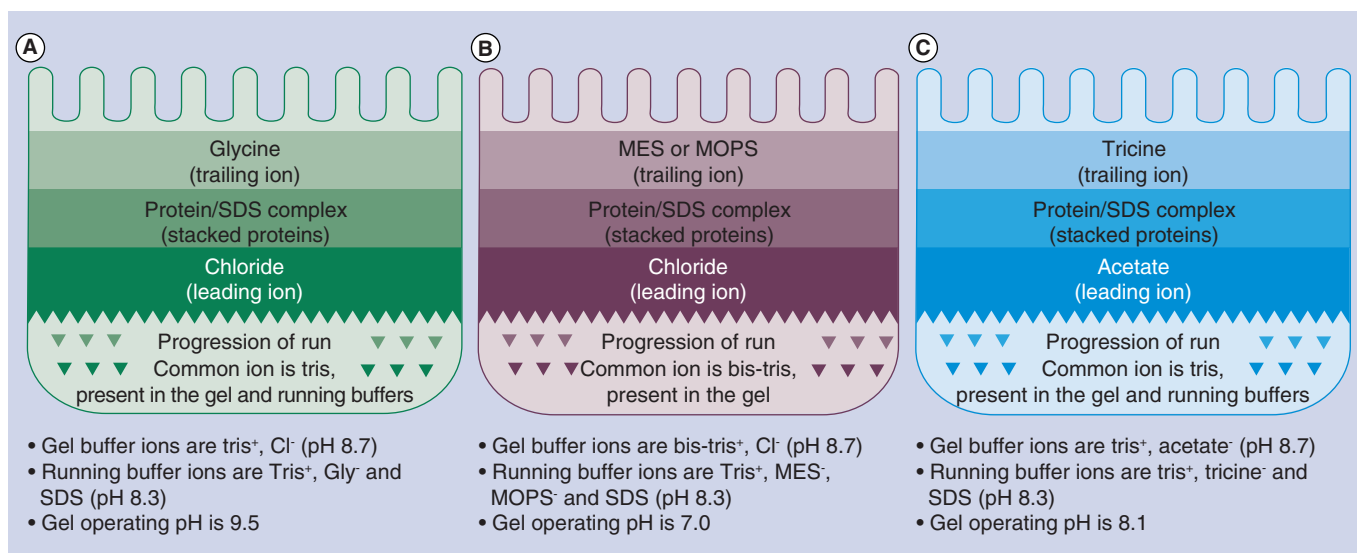 A
Glycine
(trailing ion)
Protein/SDS complex
(stacked proteins)
Chloride
(leading ion)
Progression of run
Common ion is tris,
present in the gel and running buffers
• Gel buffer ions are tris⁺, Cl⁻ (pH 8.7)
• Running buffer ions are Tris⁺, Gly⁻ and
SDS (pH 8.3)
• Gel operating pH is 9.5
B
MES or MOPS
(trailing ion)
Protein/SDS complex
(stacked proteins)
Chloride
(leading ion)
Progression of run
Common ion is bis-tris,
present in the gel
• Gel buffer ions are bis-tris⁺, Cl⁻ (pH 8.7)
• Running buffer ions are Tris⁺, MES⁻,
MOPS⁻ and SDS (pH 8.3)
• Gel operating pH is 7.0
C
Tricine
(trailing ion)
Protein/SDS complex
(stacked proteins)
Acetate
(leading ion)
Progression of run
Common ion is tris,
present in the gel and running buffers
• Gel buffer ions are tris⁺, acetate⁻ (pH 8.7)
• Running buffer ions are tris⁺, tricine⁻ and
SDS (pH 8.3)
• Gel operating pH is 8.1